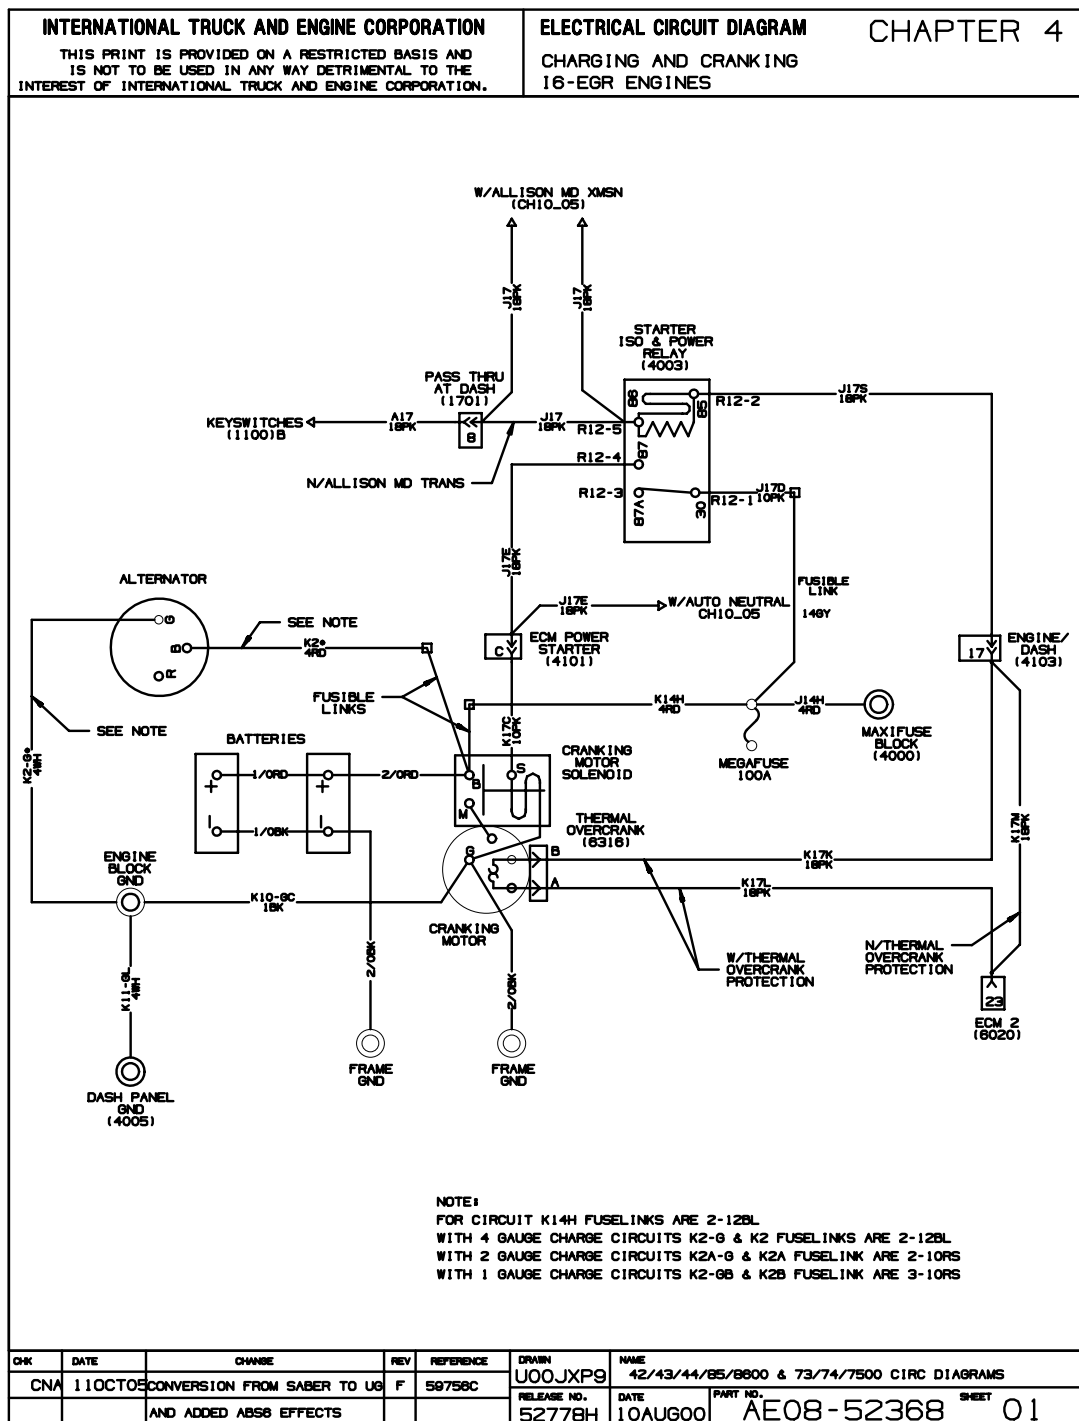 INTERNATIONAL TRUCK AND ENGINE CORPORATION
THIS PRINT IS PROVIDED ON A RESTRICTED BASIS AND
IS NOT TO BE USED IN ANY WAY DETRIMENTAL TO THE
INTEREST OF INTERNATIONAL TRUCK AND ENGINE CORPORATION.
ELECTRICAL CIRCUIT DIAGRAM
CHAPTER 4
CHARGING AND CRANKING
I6-EGR ENGINES
W/ALLISON MD XMSN
(CH10_05)
J17
18PK
J17
18PK
STARTER
ISO & POWER
RELAY
(4003)
PASS THRU
AT DASH
(1701)
KEYSWITCHES
(1100)B
A17
18PK
8
J17
18PK
R12-5
86
85
R12-2
J17S
18PK
87
R12-4
N/ALLISON MD TRANS
R12-3
87A
30
R12-1
J17D
10PK
J17E
18PK
FUSIBLE
LINK
14GY
ALTERNATOR
G
B
R
SEE NOTE
K2*
4RD
J17E
18PK
W/AUTO NEUTRAL
CH10_05
C
ECM POWER
STARTER
(4101)
17
ENGINE/
DASH
(4103)
FUSIBLE
LINKS
K14H
4RD
J14H
4RD
MAXIFUSE
BLOCK
(4000)
SEE NOTE
K2-G*
4WH
K17C
10PK
MEGAFUSE
100A
BATTERIES
1/0RD
2/0RD
+
+
1/0BK
CRANKING
MOTOR
SOLENOID
B
S
M
THERMAL
OVERCRANK
(6316)
G
B
A
K17K
18PK
K17L
18PK
K17M
18PK
ENGINE
BLOCK
GND
K10-GC
1BK
CRANKING
MOTOR
2/0BK
2/0BK
W/THERMAL
OVERCRANK
PROTECTION
N/THERMAL
OVERCRANK
PROTECTION
K11-GL
4WH
23
ECM 2
(6020)
FRAME
GND
FRAME
GND
DASH PANEL
GND
(4005)
NOTE:
FOR CIRCUIT K14H FUSELINKS ARE 2-12BL
WITH 4 GAUGE CHARGE CIRCUITS K2-G & K2 FUSELINKS ARE 2-12BL
WITH 2 GAUGE CHARGE CIRCUITS K2A-G & K2A FUSELINK ARE 2-10RS
WITH 1 GAUGE CHARGE CIRCUITS K2-GB & K2B FUSELINK ARE 3-10RS
CHK DATE CHANGE REV REFERENCE
CNA 11OCT05 CONVERSION FROM SABER TO UG F 59756C
AND ADDED ABS6 EFFECTS
DRAWN
U00JXP9
NAME
42/43/44/85/8600 & 73/74/7500 CIRC DIAGRAMS
RELEASE NO.
52778H
DATE
10AUG00
PART NO.
AE08-52368
SHEET
01